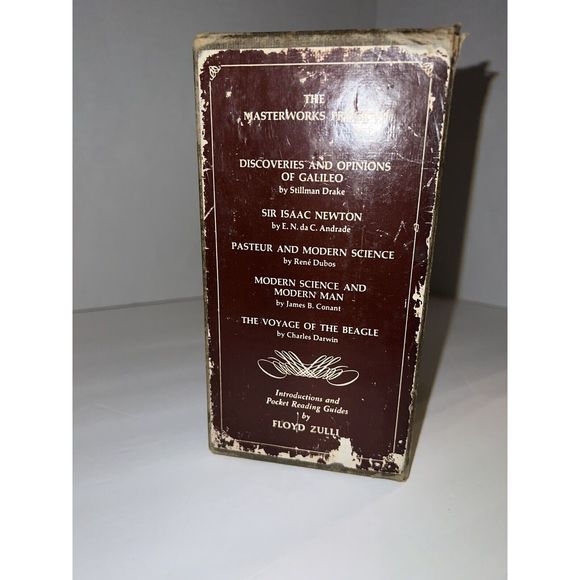 THE
MASTERWORKS
DISCOVERIES AND OPINIONS
OF GALILEO
by Stillman Drake
SIR ISAAC NEWTON
by E. N. da C. Andrade
PASTEUR AND MODERN SCIENCE
by René Dubos
MODERN SCIENCE AND
MODERN MAN
by James B. Conant
THE VOYAGE OF THE BEAGLE
by Charles Darwin
Introductions and
Pocket Reading Guides
by
FLOYD ZULLI